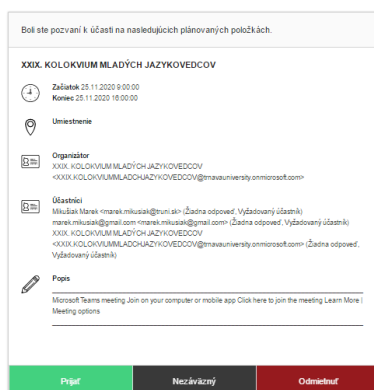 Boli ste pozvaní k účasti na nasledujúcich plánovaných položkách.
XXIX. KOLOKVIUM MLADÝCH JAZYKOVEDCOV
Začiatok 25.11.2020 9:00:00
Koniec 25.11.2020 16:00:00
Umiestnenie
Organizátor
XXIX. KOLOKVIUM MLADÝCH JAZYKOVEDCOV
<XXIX.KOLOKVIUMMLADCHJAZYKOVEDCOV@trnavauniversity.onmicrosoft.com>
Účastníci
Mikušiak Marek <marek.mikusiak@truni.sk> (Žiadna odpoveď, Vyžadovaný účastník)
marek.mikusiak@gmail.com <marek.mikusiak@gmail.com> (Žiadna odpoveď, Vyžadovaný účastník)
XXIX. KOLOKVIUM MLADÝCH JAZYKOVEDCOV
<XXIX.KOLOKVIUMMLADCHJAZYKOVEDCOV@trnavauniversity.onmicrosoft.com> (Žiadna odpoveď,
Vyžadovaný účastník)
Popis
Microsoft Teams meeting Join on your computer or mobile app Click here to join the meeting Learn More |
Meeting options
Prijať Nezáväzný Odmietnuť